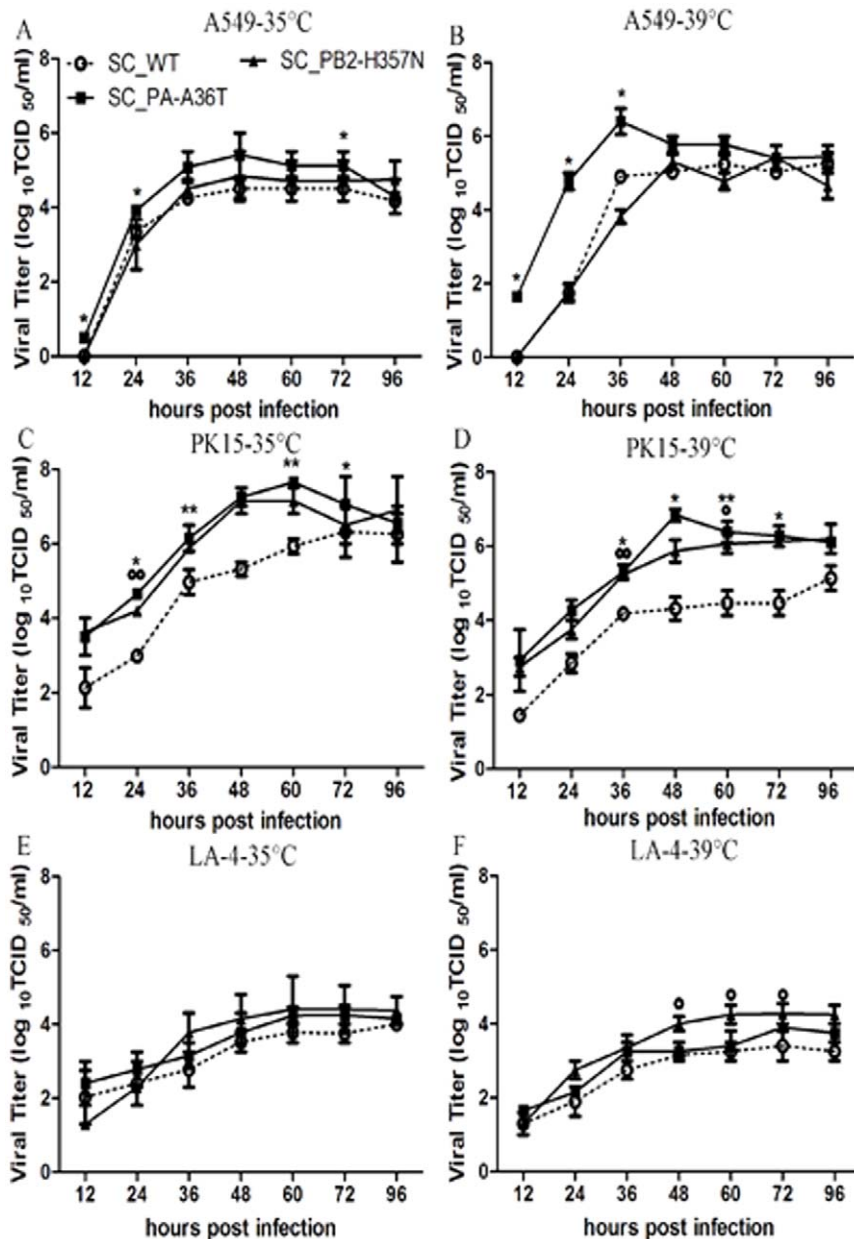 A
A549-35°C
SC_WT
SC_PB2-H357N
SC_PA-A36T
*
*
*
8
6
4
2
0
Viral Titer (log 10TCID 50/ml)
12 24 36 48 60 72 96
hours post infection
B
A549-39°C
*
*
*
8
6
4
2
0
Viral Titer (log 10TCID 50/ml)
12 24 36 48 60 72 96
hours post infection
C
PK15-35°C
** *
**
*
8
6
4
2
0
Viral Titer (log 10TCID 50/ml)
12 24 36 48 60 72 96
hours post infection
D
PK15-39°C
* ** *
*
8
6
4
2
0
Viral Titer (log 10TCID 50/ml)
12 24 36 48 60 72 96
hours post infection
E
LA-4-35°C
8
6
4
2
0
Viral Titer (log 10TCID 50/ml)
12 24 36 48 60 72 96
hours post infection
F
LA-4-39°C
8
6
4
2
0
Viral Titer (log 10TCID 50/ml)
12 24 36 48 60 72 96
hours post infection